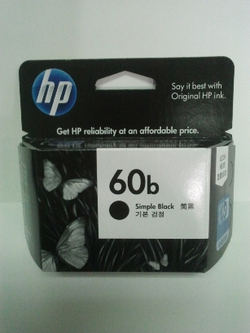 hp
Say it best with
Original HP ink.
Get HP reliability at an affordable price.
60b
Simple Black 簡黑
기본 검정